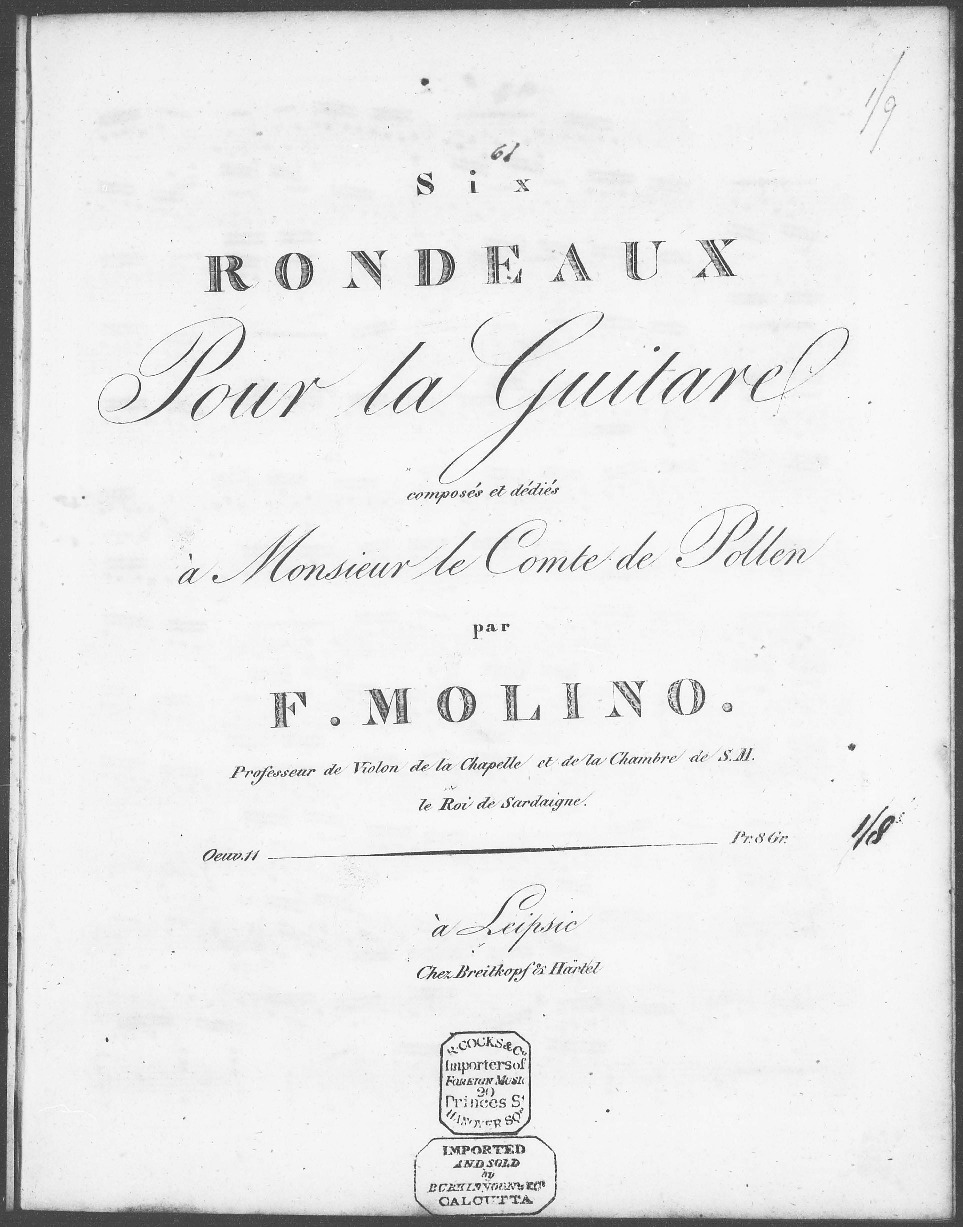 1/9
61
Six
RONDEAUX
Pour la Guitare
composés et dédiés
à Monsieur le Comte de Pollen
par
F. MOLINO.
Professeur de Violon de la Chapelle et de la Chambre de S.M.
le Roi de Sardaigne.
Oeuv. 11 Pr. 8 Gr.
1/8
à Leipsic
Chez Breitkopf & Härtel
R. COCKS & Co.
Importers of
FOREIGN MUSIC
20
Princes St
HANOVER SQre
IMPORTED
AND SOLD
by
& Co
CALCUTTA